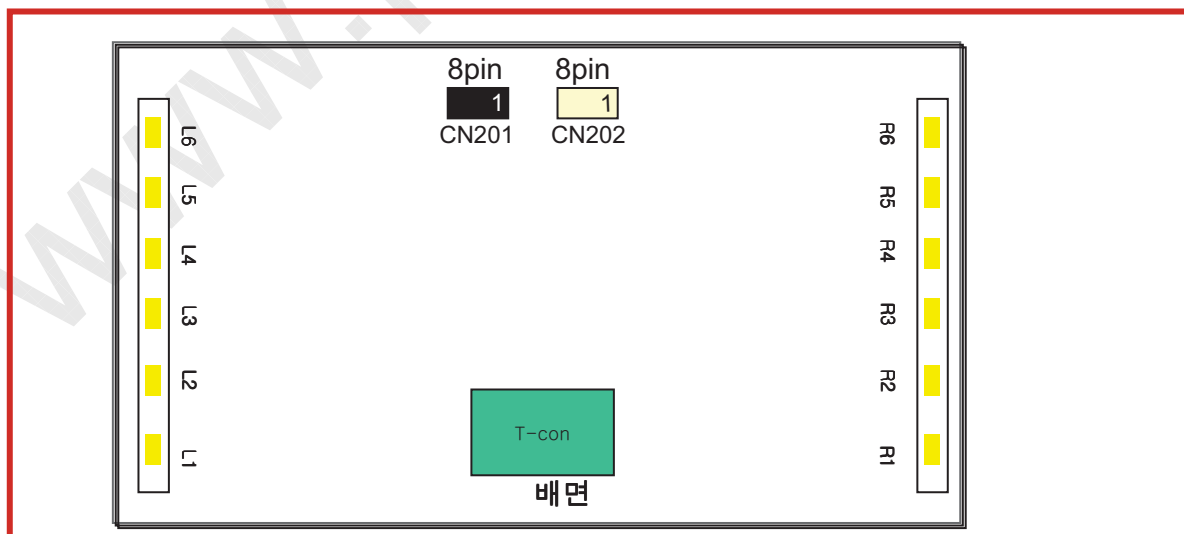 8pin 8pin
1 1
CN201 CN202
L6
L5
L4
L3
L2
L1
R6
R5
R4
R3
R2
R1
T-con
배면
www.